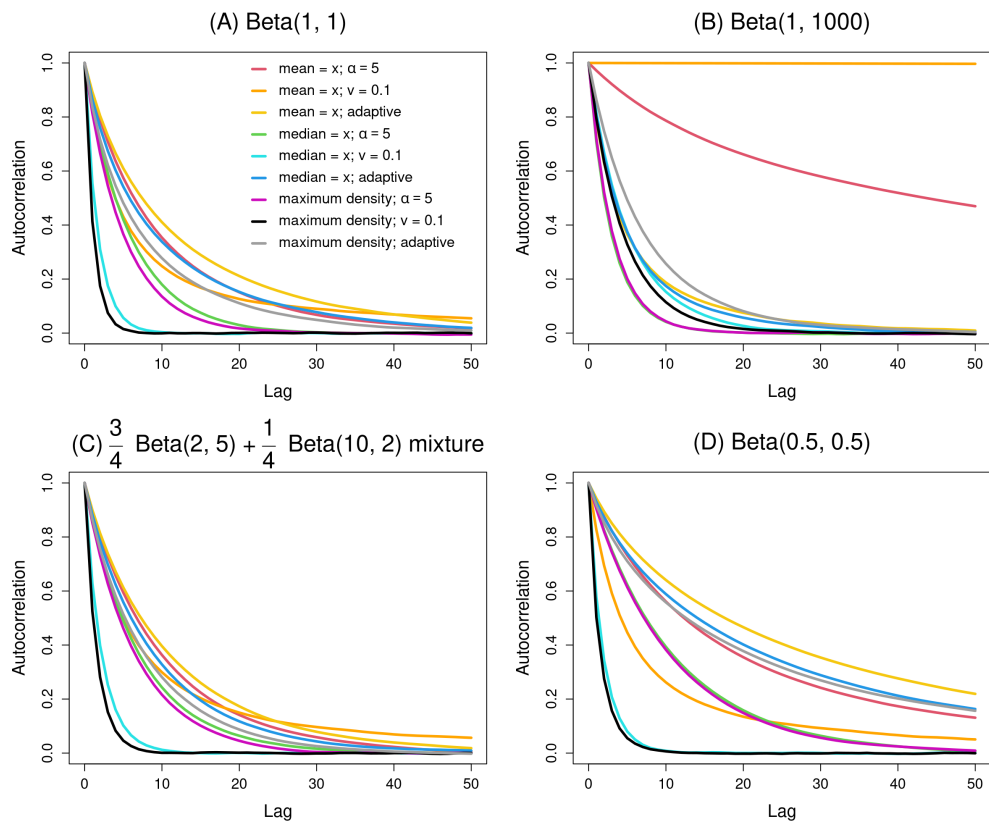 (A) Beta(1, 1)
Autocorrelation
1.0
0.8
0.6
0.4
0.2
0.0
mean = x; α = 5
mean = x; v = 0.1
mean = x; adaptive
median = x; α = 5
median = x; v = 0.1
median = x; adaptive
maximum density; α = 5
maximum density; v = 0.1
maximum density; adaptive
0 10 20 30 40 50
Lag
(B) Beta(1, 1000)
Autocorrelation
1.0
0.8
0.6
0.4
0.2
0.0
0 10 20 30 40 50
Lag
(C) 3/4 Beta(2, 5) + 1/4 Beta(10, 2) mixture
Autocorrelation
1.0
0.8
0.6
0.4
0.2
0.0
0 10 20 30 40 50
Lag
(D) Beta(0.5, 0.5)
Autocorrelation
1.0
0.8
0.6
0.4
0.2
0.0
0 10 20 30 40 50
Lag